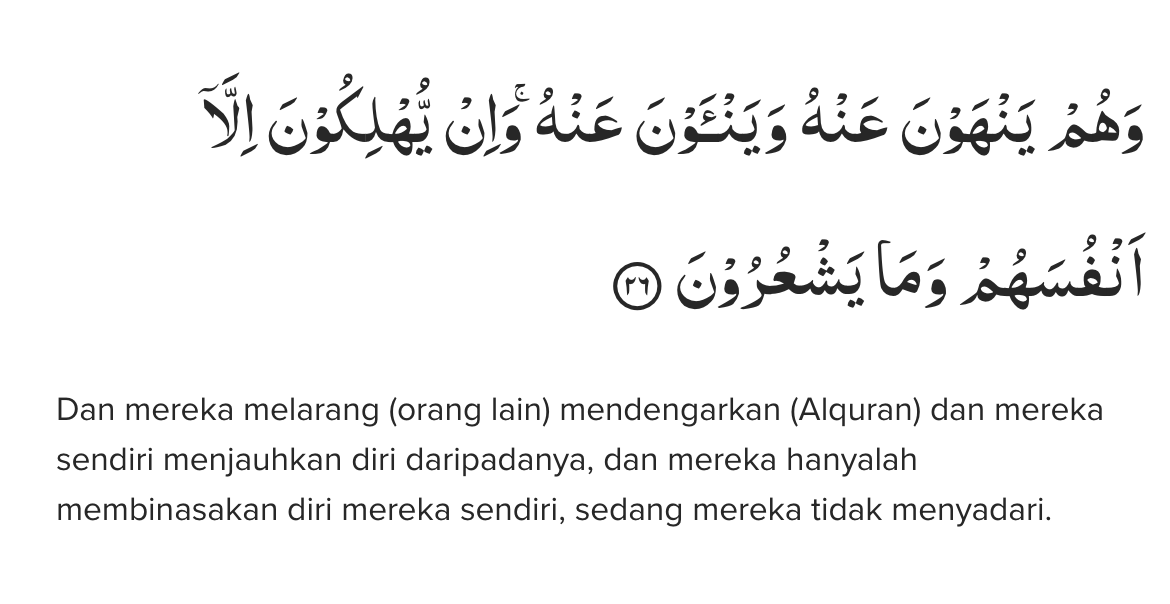 وَهُمْ يَنْهَوْنَ عَنْهُ وَيَنْـَٔوْنَ عَنْهُ ۚوَاِنْ يُّهْلِكُوْنَ اِلَّآ
اَنْفُسَهُمْ وَمَا يَشْعُرُوْنَ ٢٦
Dan mereka melarang (orang lain) mendengarkan (Alquran) dan mereka
sendiri menjauhkan diri daripadanya, dan mereka hanyalah
membinasakan diri mereka sendiri, sedang mereka tidak menyadari.